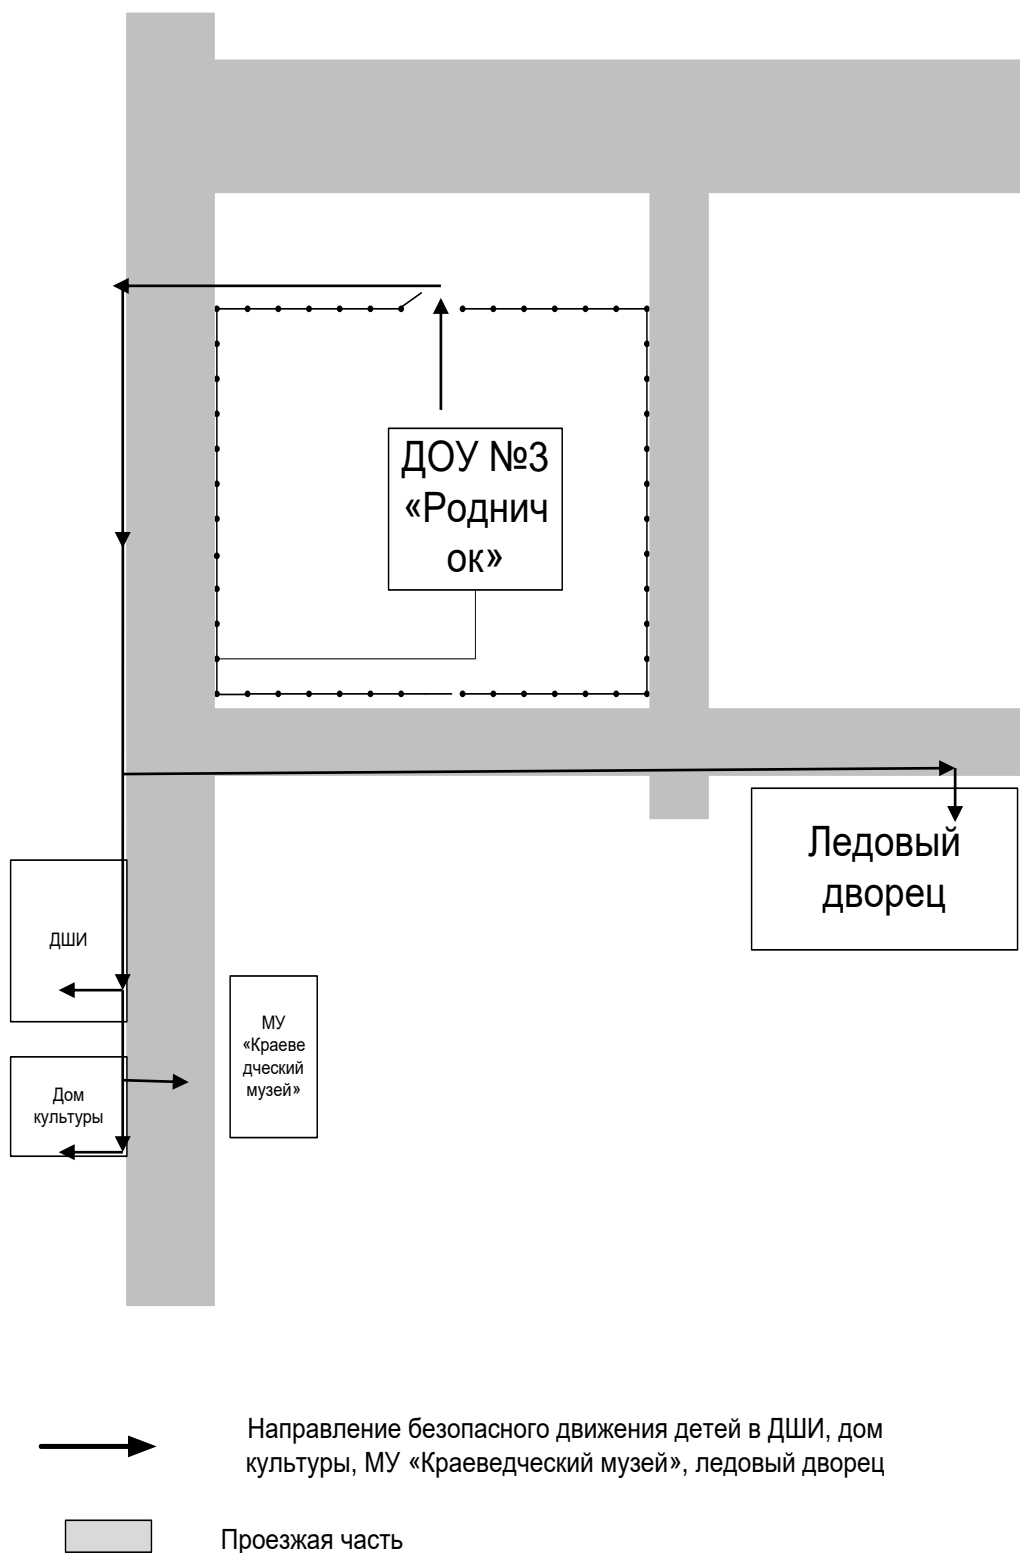 ДОУ №3
«Роднич
ок»
Ледовый
дворец
ДШИ
МУ
«Краеве
дческий
музей»
Дом
культуры
Направление безопасного движения детей в ДШИ, дом
культуры, МУ «Краеведческий музей», ледовый дворец
Проезжая часть